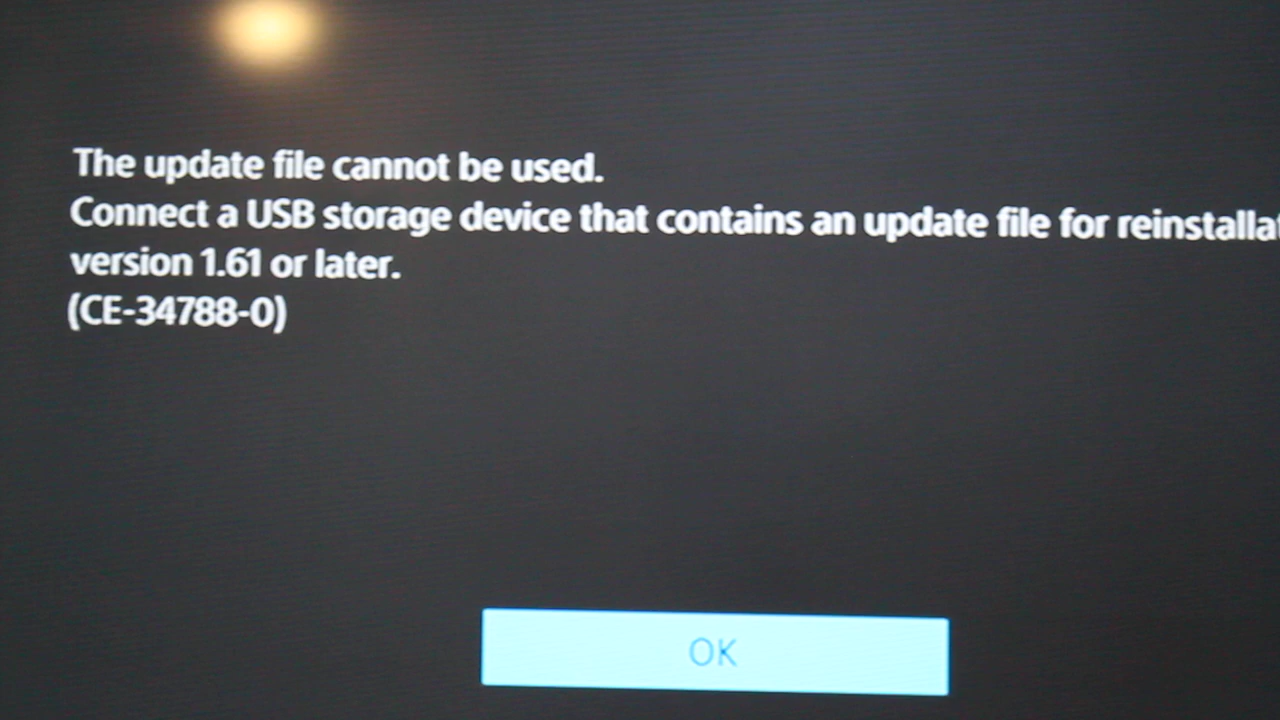 The update file cannot be used.
Connect a USB storage device that contains an update file for
version 1.61 or later.
(CE-34788-0)
OK